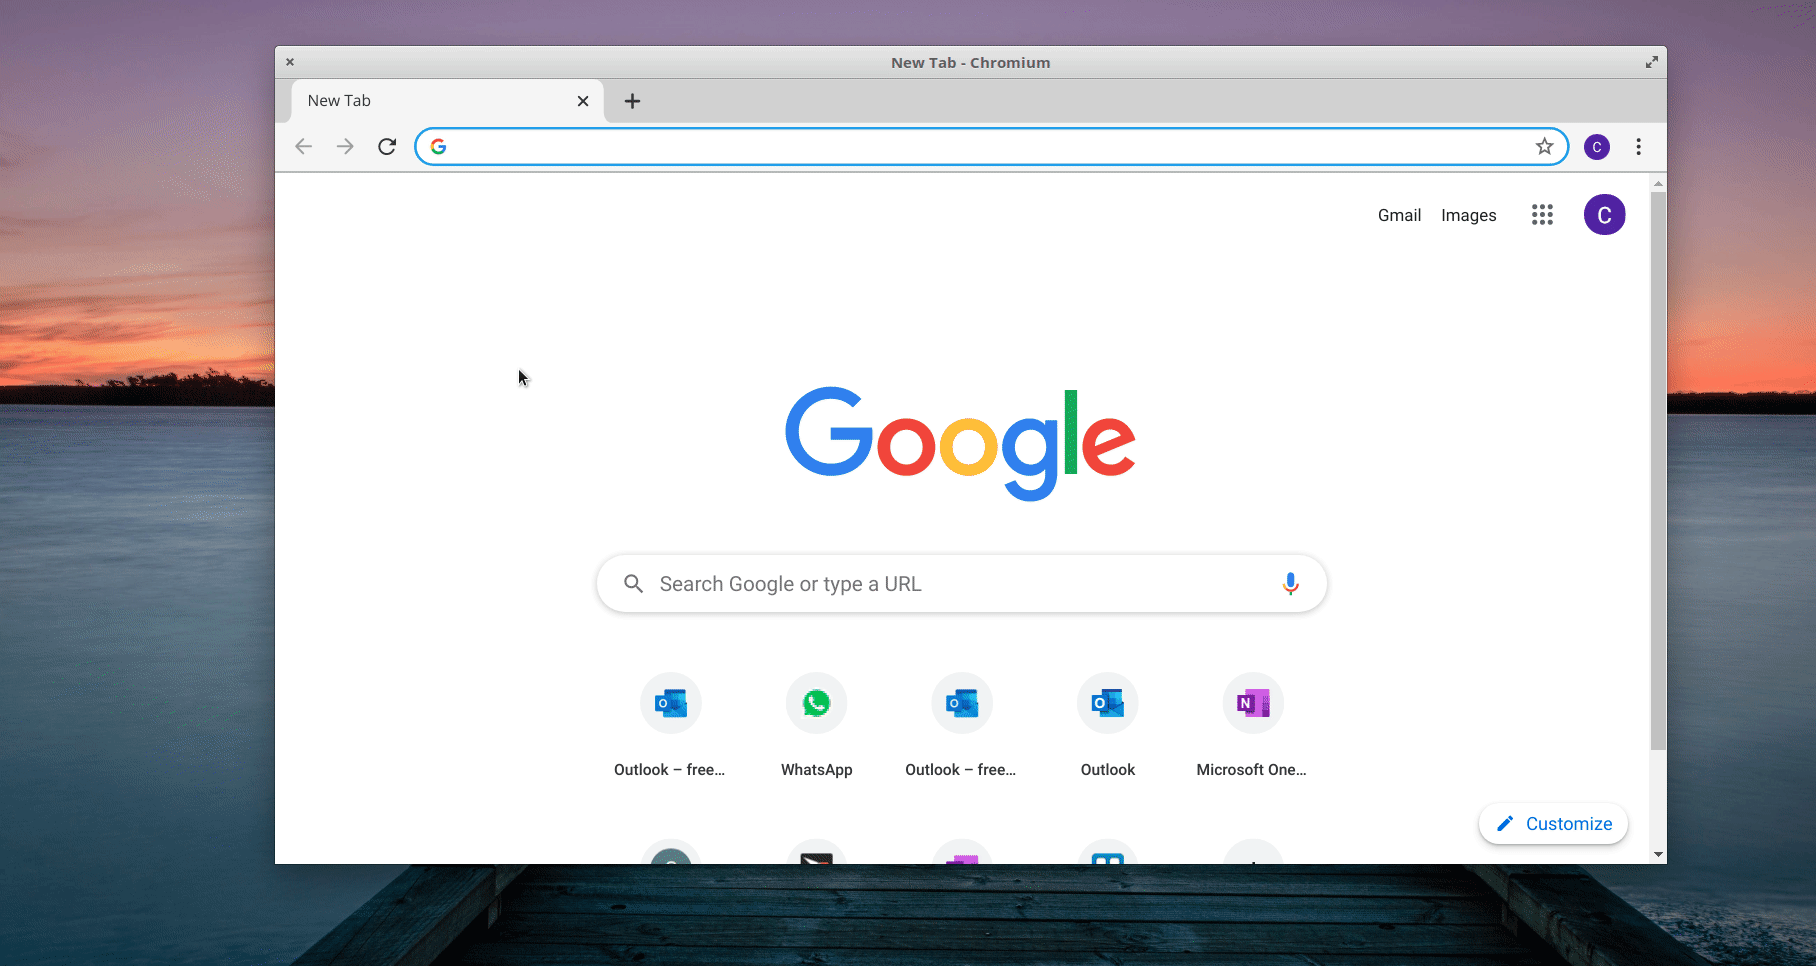 New Tab - Chromium
New Tab
C
Gmail Images C
Google
Search Google or type a URL
Outlook – free... WhatsApp Outlook – free... Outlook Microsoft One...
Customize